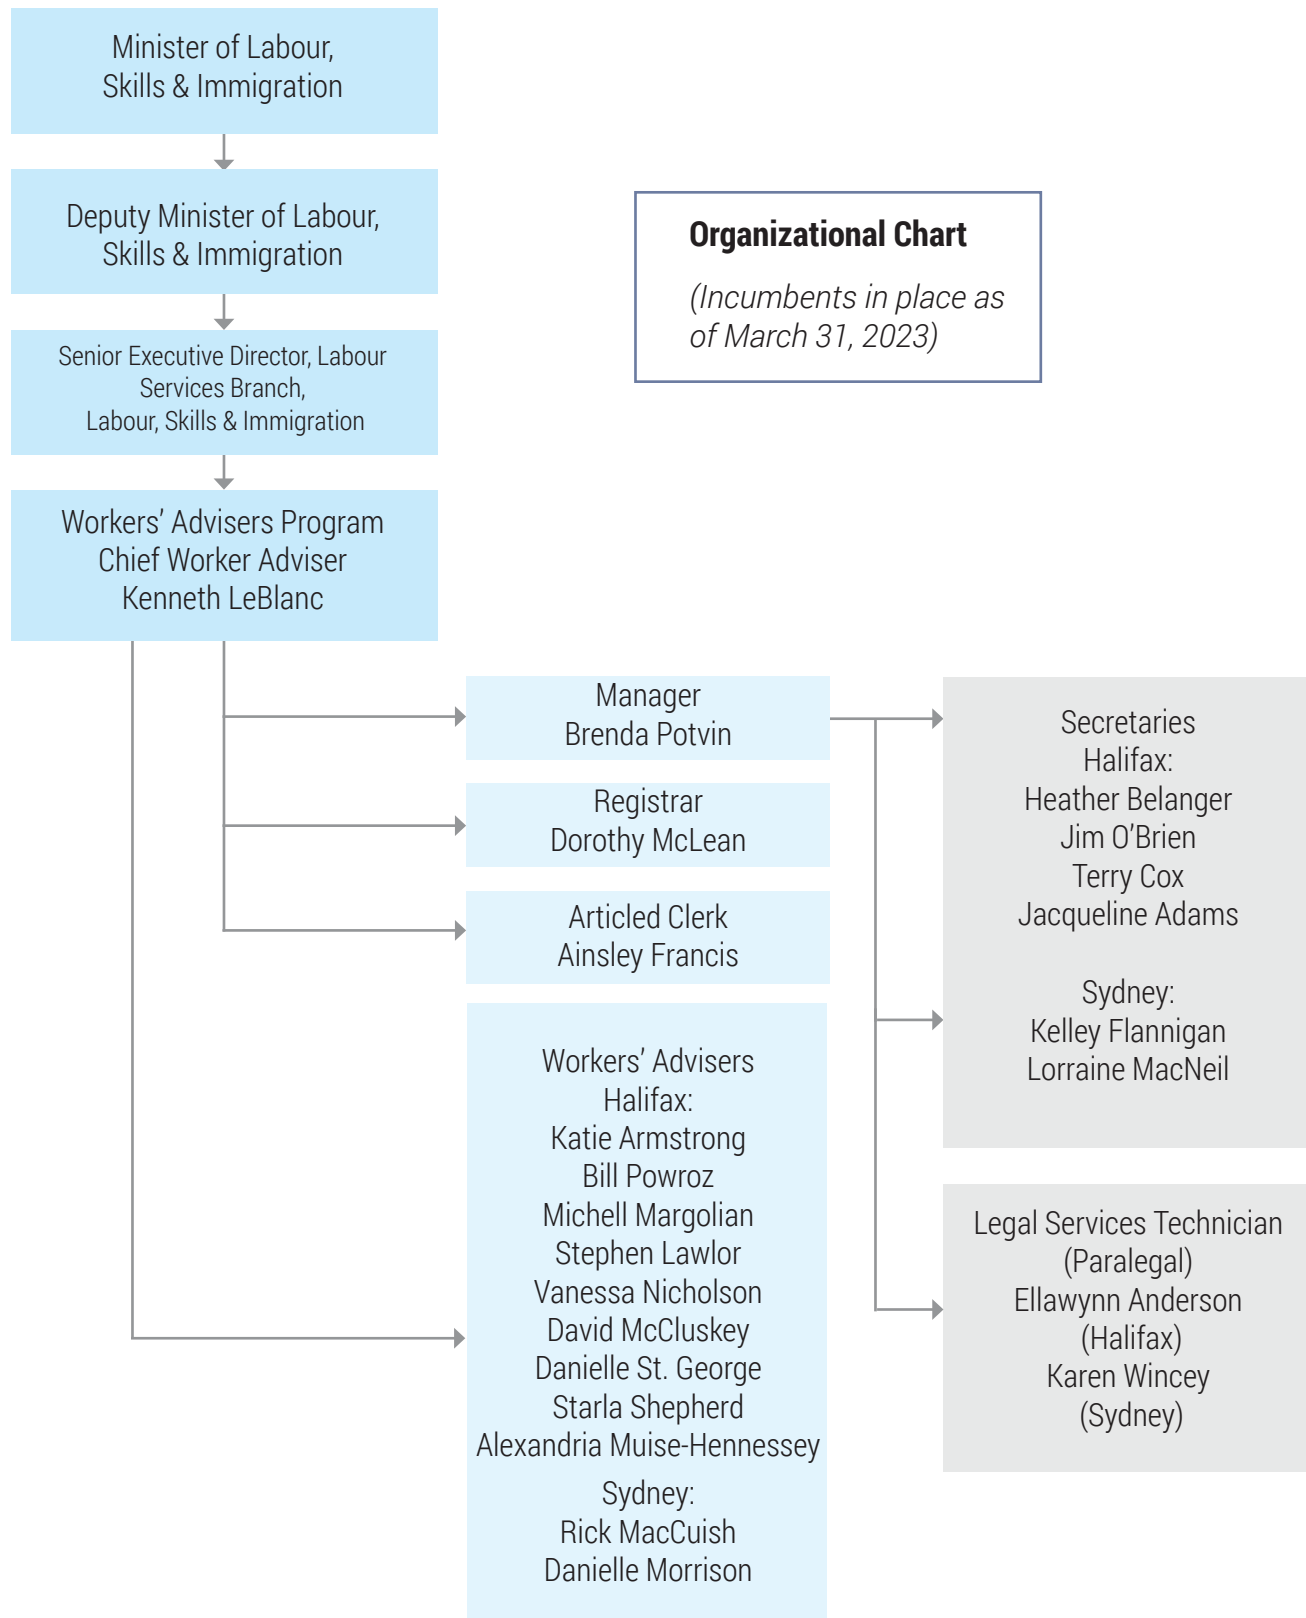 Minister of Labour,
Skills & Immigration
Deputy Minister of Labour,
Skills & Immigration
Organizational Chart
(Incumbents in place as
of March 31, 2023)
Senior Executive Director, Labour
Services Branch,
Labour, Skills & Immigration
Workers’ Advisers Program
Chief Worker Adviser
Kenneth LeBlanc
Manager
Brenda Potvin
Registrar
Dorothy McLean
Articled Clerk
Ainsley Francis
Workers’ Advisers
Halifax:
Katie Armstrong
Bill Powroz
Michell Margolian
Stephen Lawlor
Vanessa Nicholson
David McCluskey
Danielle St. George
Starla Shepherd
Alexandria Muise-Hennessey
Sydney:
Rick MacCuish
Danielle Morrison
Secretaries
Halifax:
Heather Belanger
Jim O’Brien
Terry Cox
Jacqueline Adams
Sydney:
Kelley Flannigan
Lorraine MacNeil
Legal Services Technician
(Paralegal)
Ellawynn Anderson
(Halifax)
Karen Wincey
(Sydney)